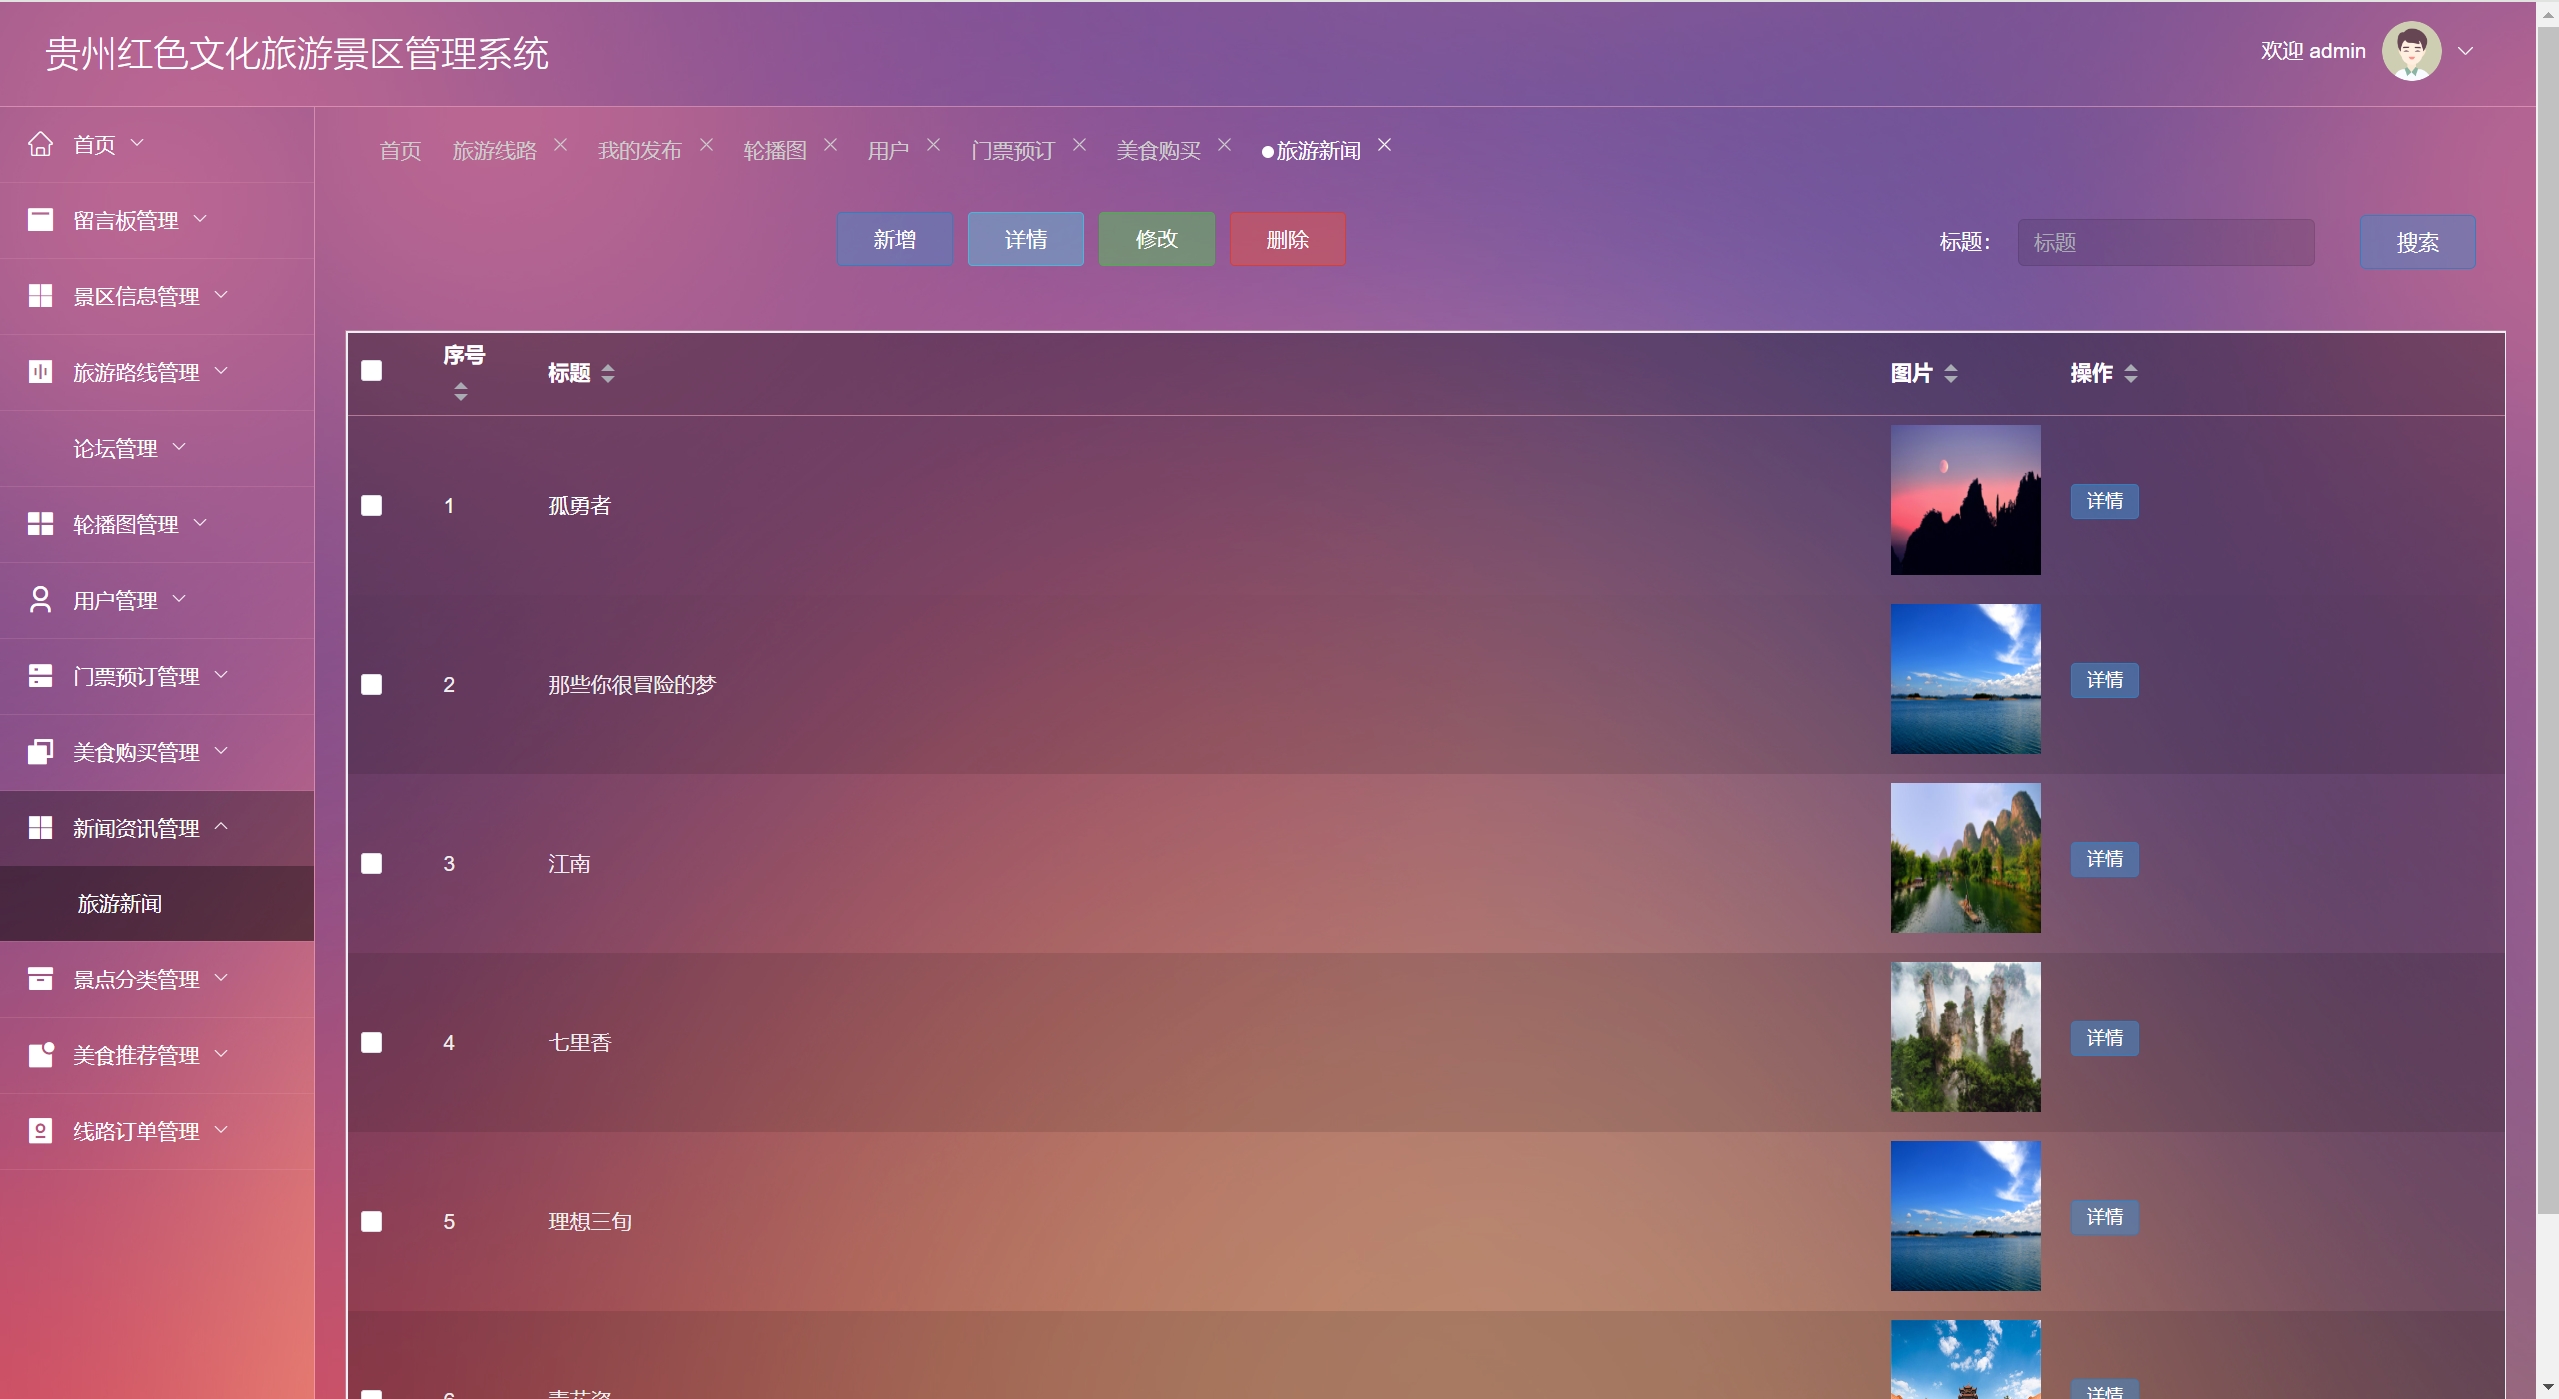 贵州红色文化旅游景区管理系统
欢迎 admin
首页
留言板管理
景区信息管理
旅游路线管理
论坛管理
轮播图管理
用户管理
门票预订管理
美食购买管理
新闻资讯管理
旅游新闻
景点分类管理
美食推荐管理
线路订单管理
首页 旅游线路 我的发布 轮播图 用户 门票预订 美食购买 ●旅游新闻
新增 详情 修改 删除 标题： 标题 搜索
序号 标题 图片 操作
1 孤勇者 详情
2 那些你很冒险的梦 详情
3 江南 详情
4 七里香 详情
5 理想三旬 详情
详情